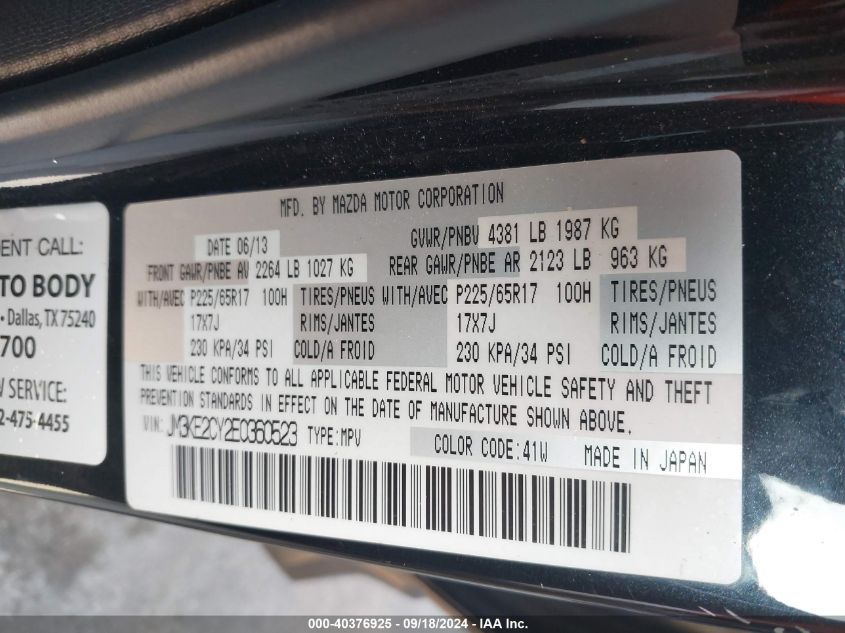 MFD. BY MAZDA MOTOR CORPORATION
DATE 06/13 GVWR/PNBV 4381 LB 1987 KG
FRONT GAWR/PNBE AV 2264 LB 1027 KG REAR GAWR/PNBE AR 2123 LB 963 KG
WITH/AVEC P225/65R17 100H TIRES/PNEUS WITH/AVEC P225/65R17 100H TIRES/PNEUS
17X7J RIMS/JANTES 17X7J RIMS/JANTES
230 KPA/34 PSI COLD/A FROID 230 KPA/34 PSI COLD/A FROID
THIS VEHICLE CONFORMS TO ALL APPLICABLE FEDERAL MOTOR VEHICLE SAFETY AND THEFT
PREVENTION STANDARDS IN EFFECT ON THE DATE OF MANUFACTURE SHOWN ABOVE.
VIN: JM3KE2CY2E0360523 TYPE:MPV COLOR CODE:41W MADE IN JAPAN
ENT CALL:
TO BODY
• Dallas, TX 75240
700
W SERVICE:
2-475-4455
000-40376925 - 09/18/2024 - IAA, Inc.